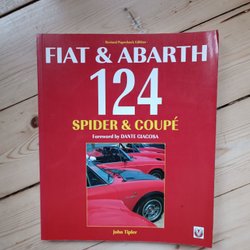 Revised Paperback Edition
FIAT & ABARTH
124
SPIDER & COUPÉ
Foreword by DANTE GIACOSA
John Tipler